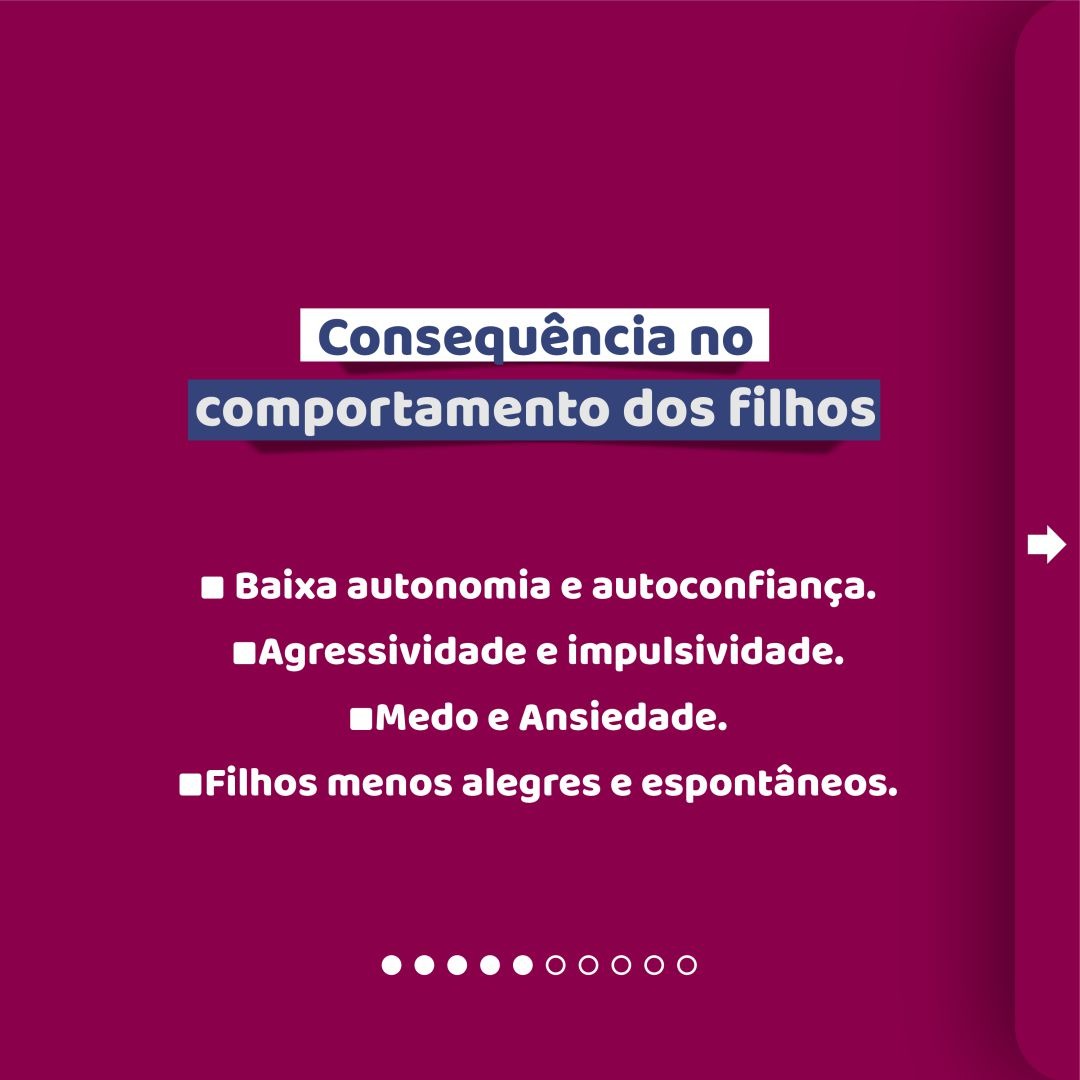 Consequência no
comportamento dos filhos
■ Baixa autonomia e autoconfiança.
■Agressividade e impulsividade.
■Medo e Ansiedade.
■Filhos menos alegres e espontâneos.